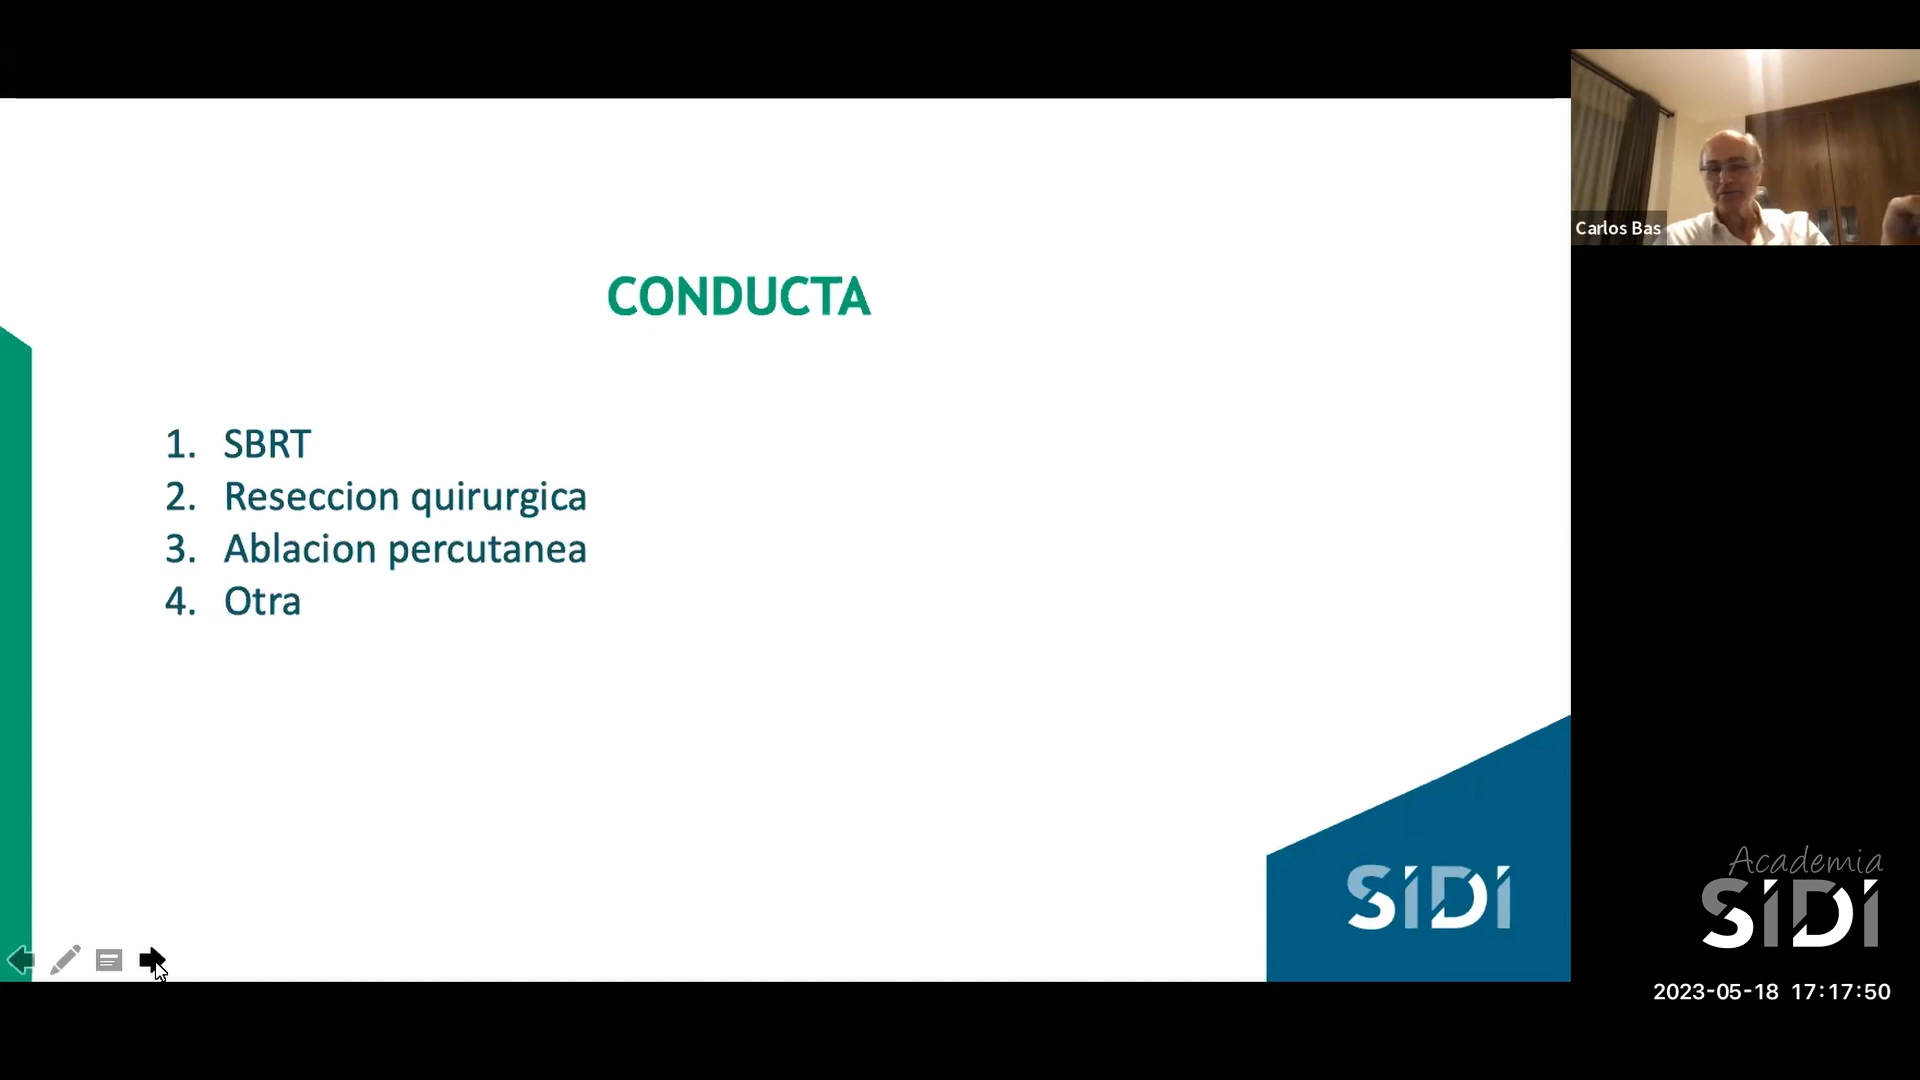 CONDUCTA
1. SBRT
2. Reseccion quirurgica
3. Ablacion percutanea
4. Otra
SiDi
Carlos Bas
Academia
SiDi
2023-05-18 17:17:50